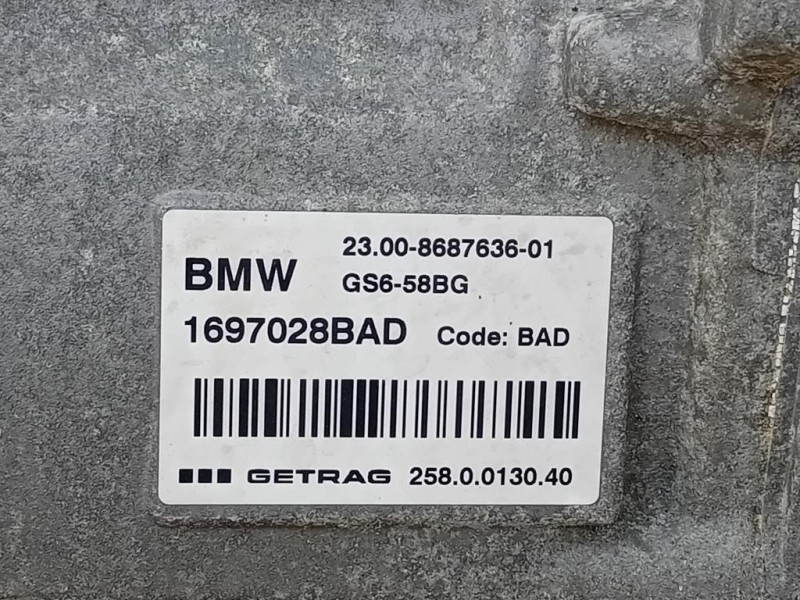 23.00-8687636-01
BMW GS6-58BG
1697028BAD Code: BAD
GETRAG 258.0.0130.40